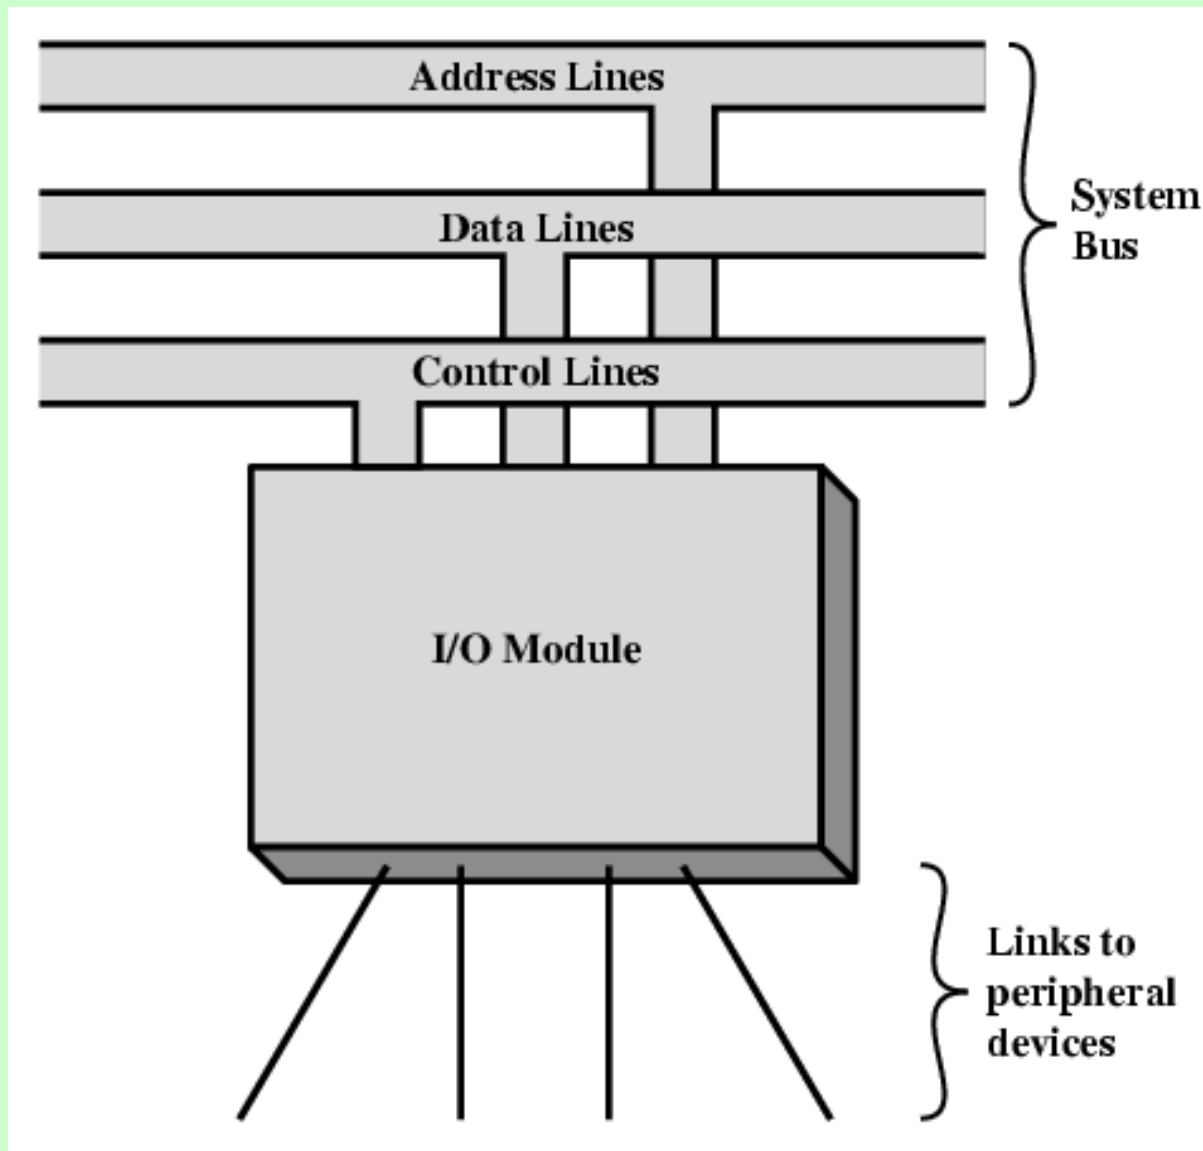 Address Lines
Data Lines
Control Lines
System
Bus
I/O Module
Links to
peripheral
devices